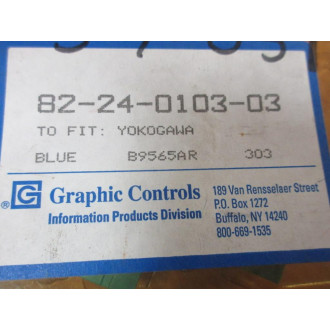 82-24-0103-03
TO FIT: YOKOGAWA
BLUE B9565AR 303
® G Graphic Controls
Information Products Division
189 Van Rensselaer Street
P.O. Box 1272
Buffalo, NY 14240
800-669-1535